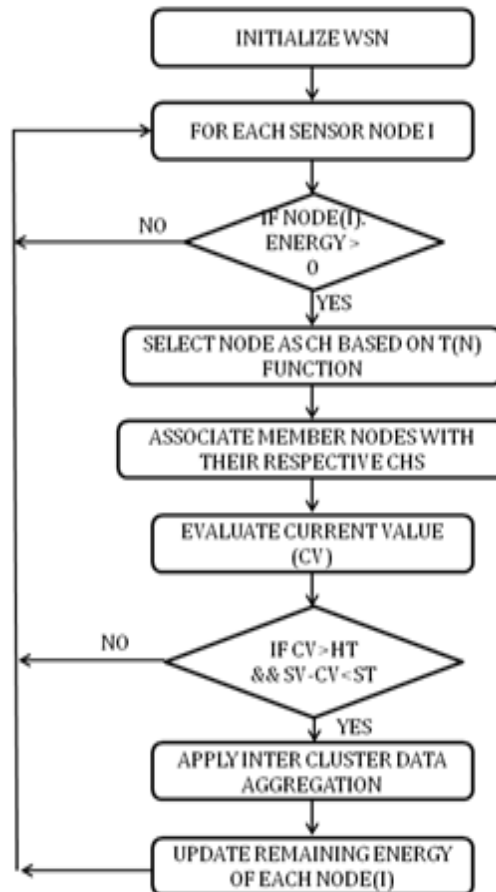 INITIALIZE WSN
FOR EACH SENSOR NODE I
IF NODE(I).
ENERGY >
0
NO
YES
SELECT NODE AS CH BASED ON T(N)
FUNCTION
ASSOCIATE MEMBER NODES WITH
THEIR RESPECTIVE CHS
EVALUATE CURRENT VALUE
(CV)
IF CV>HT
&& SV-CV<ST
NO
YES
APPLY INTER CLUSTER DATA
AGGREGATION
UPDATE REMAINING ENERGY
OF EACH NODE(I)